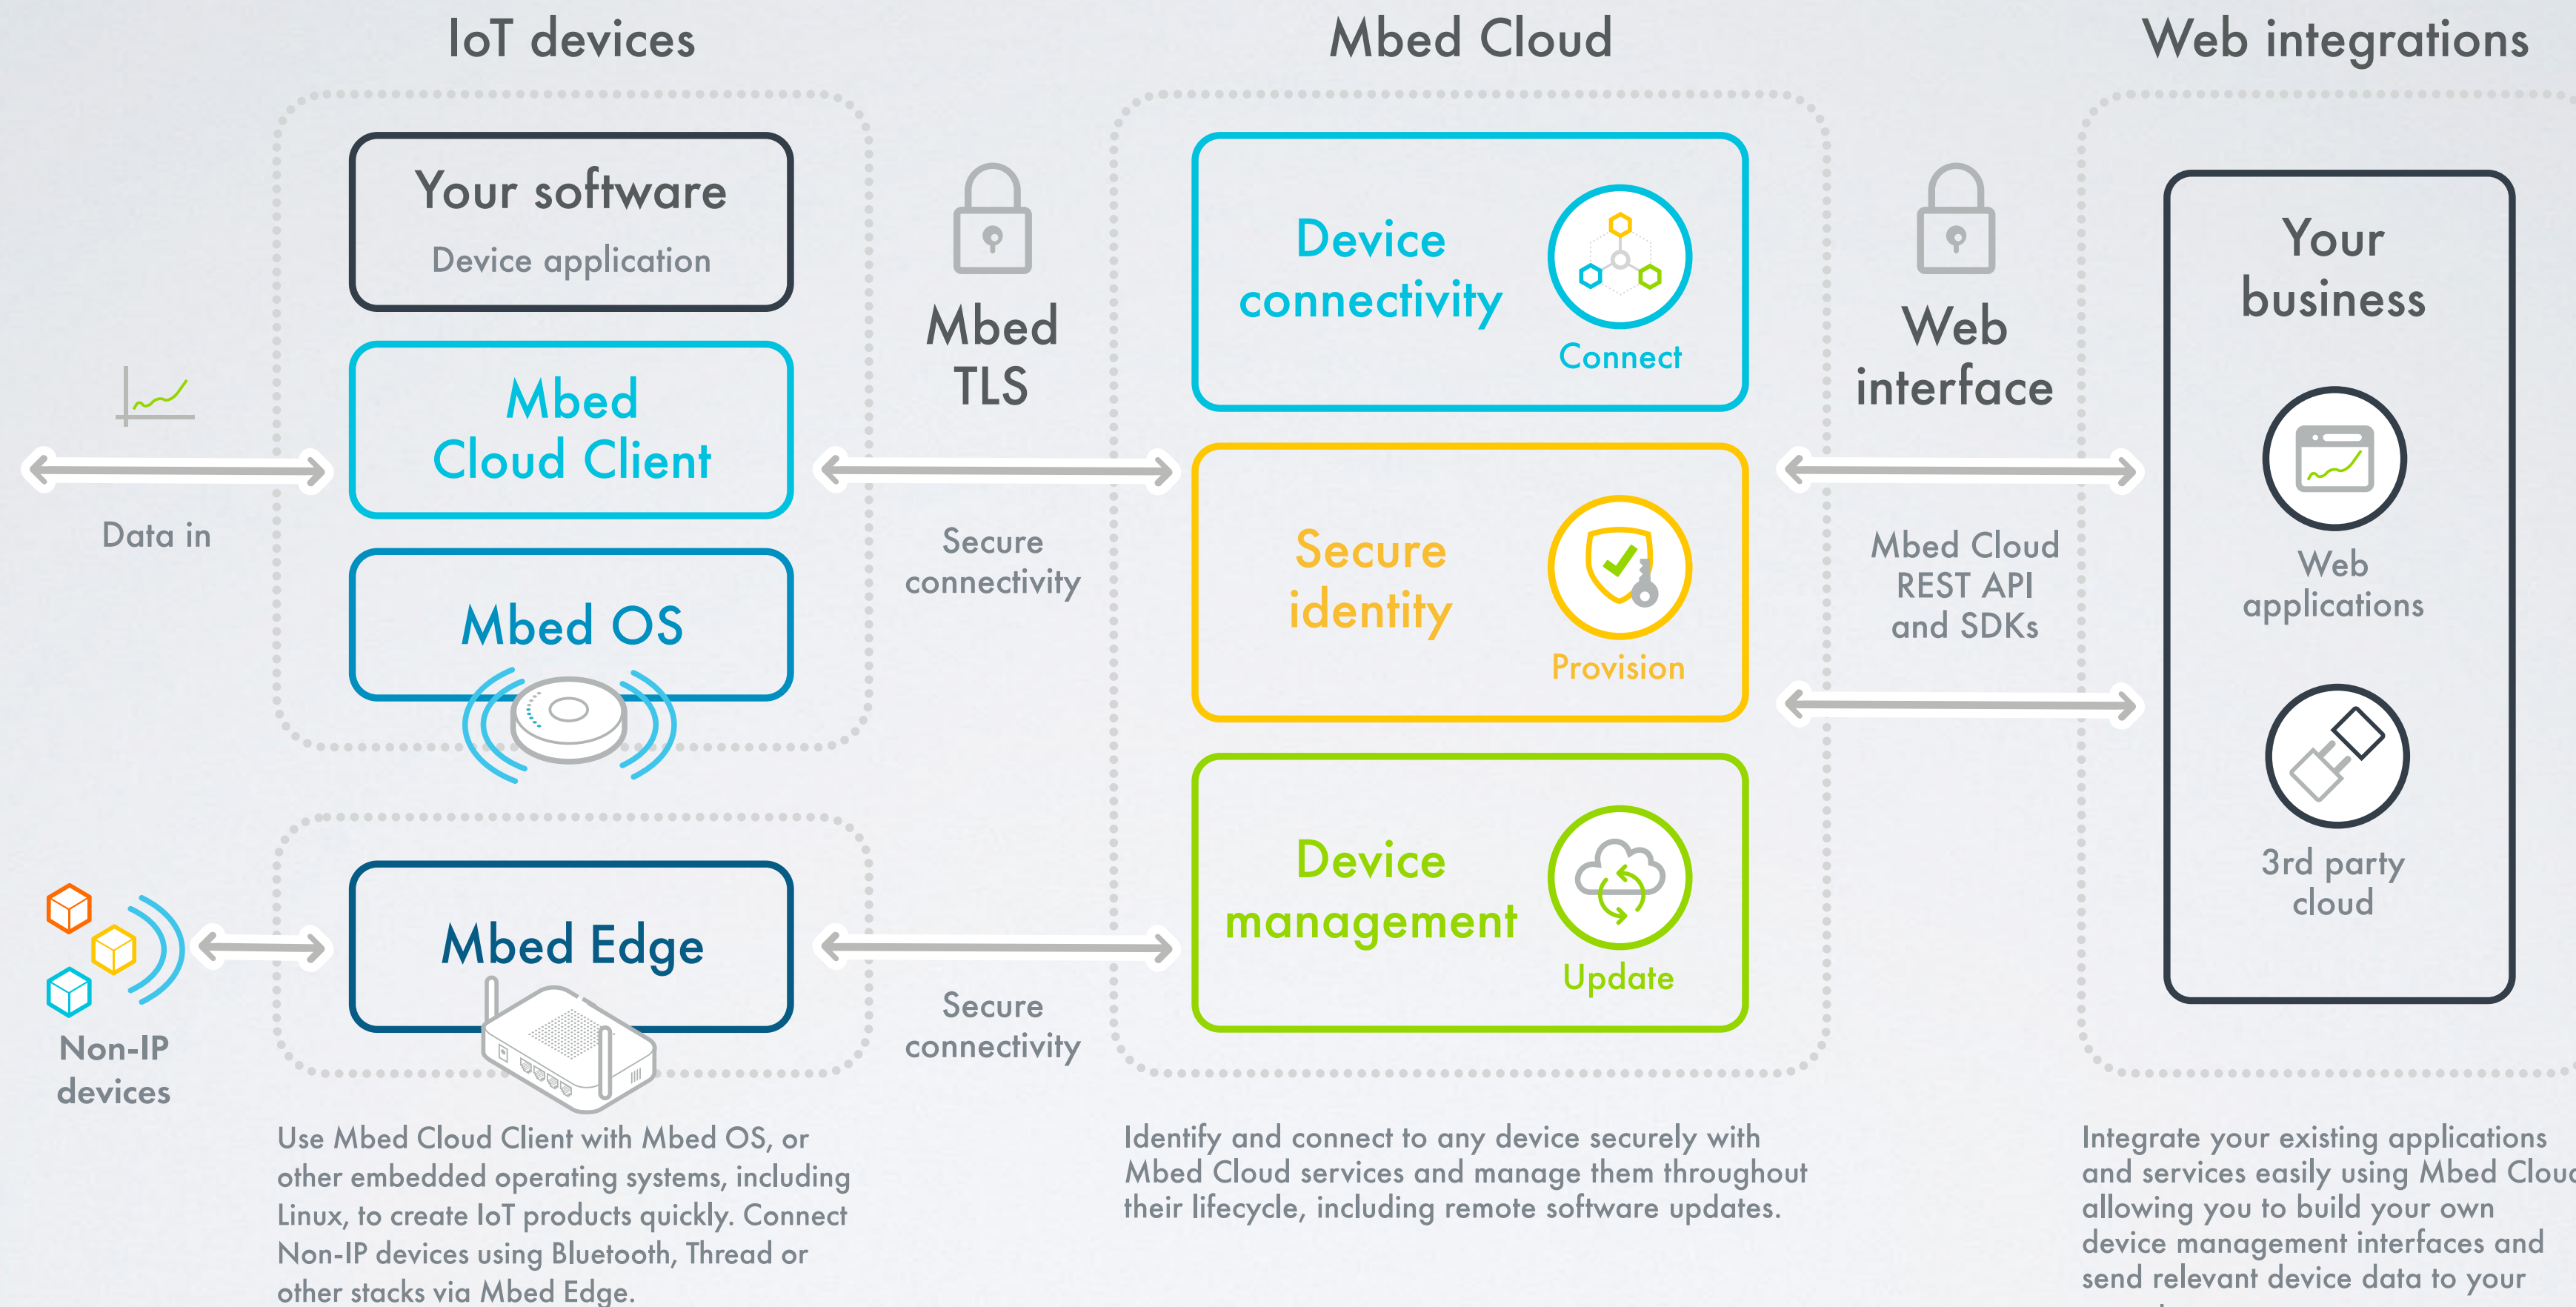 IoT devices
Mbed Cloud
Web integrations
Your software
Device application
Mbed
Cloud Client
Mbed OS
Data in
Mbed
TLS
Secure
connectivity
Device
connectivity
Connect
Secure
identity
Provision
Device
management
Update
Web
interface
Mbed Cloud
REST API
and SDKs
Your
business
Web
applications
3rd party
cloud
Non-IP
devices
Mbed Edge
Secure
connectivity
Use Mbed Cloud Client with Mbed OS, or
other embedded operating systems, including
Linux, to create IoT products quickly. Connect
Non-IP devices using Bluetooth, Thread or
other stacks via Mbed Edge.
Identify and connect to any device securely with
Mbed Cloud services and manage them throughout
their lifecycle, including remote software updates.
Integrate your existing applications
and services easily using Mbed Cloud
allowing you to build your own
device management interfaces and
send relevant device data to your